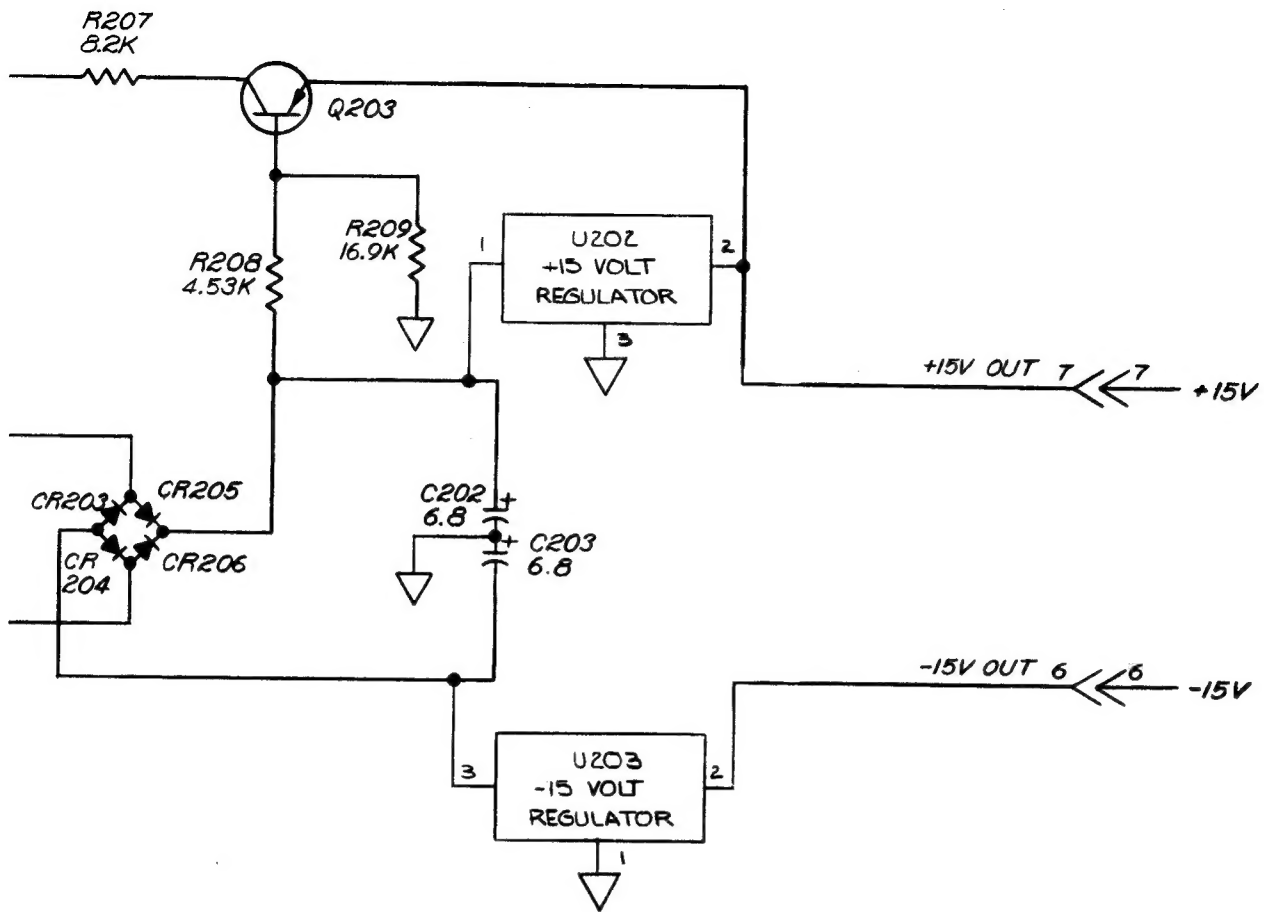 R207
8.2K
Q203
R209
16.9K
R208
4.53K
1
U202
+15 VOLT
REGULATOR
2
3
+15V OUT 7
7
+15V
CR203
CR205
CR
204
CR206
C202
6.8
+
+
C203
6.8
-15V OUT 6
6
-15V
3
U203
-15 VOLT
REGULATOR
2
1